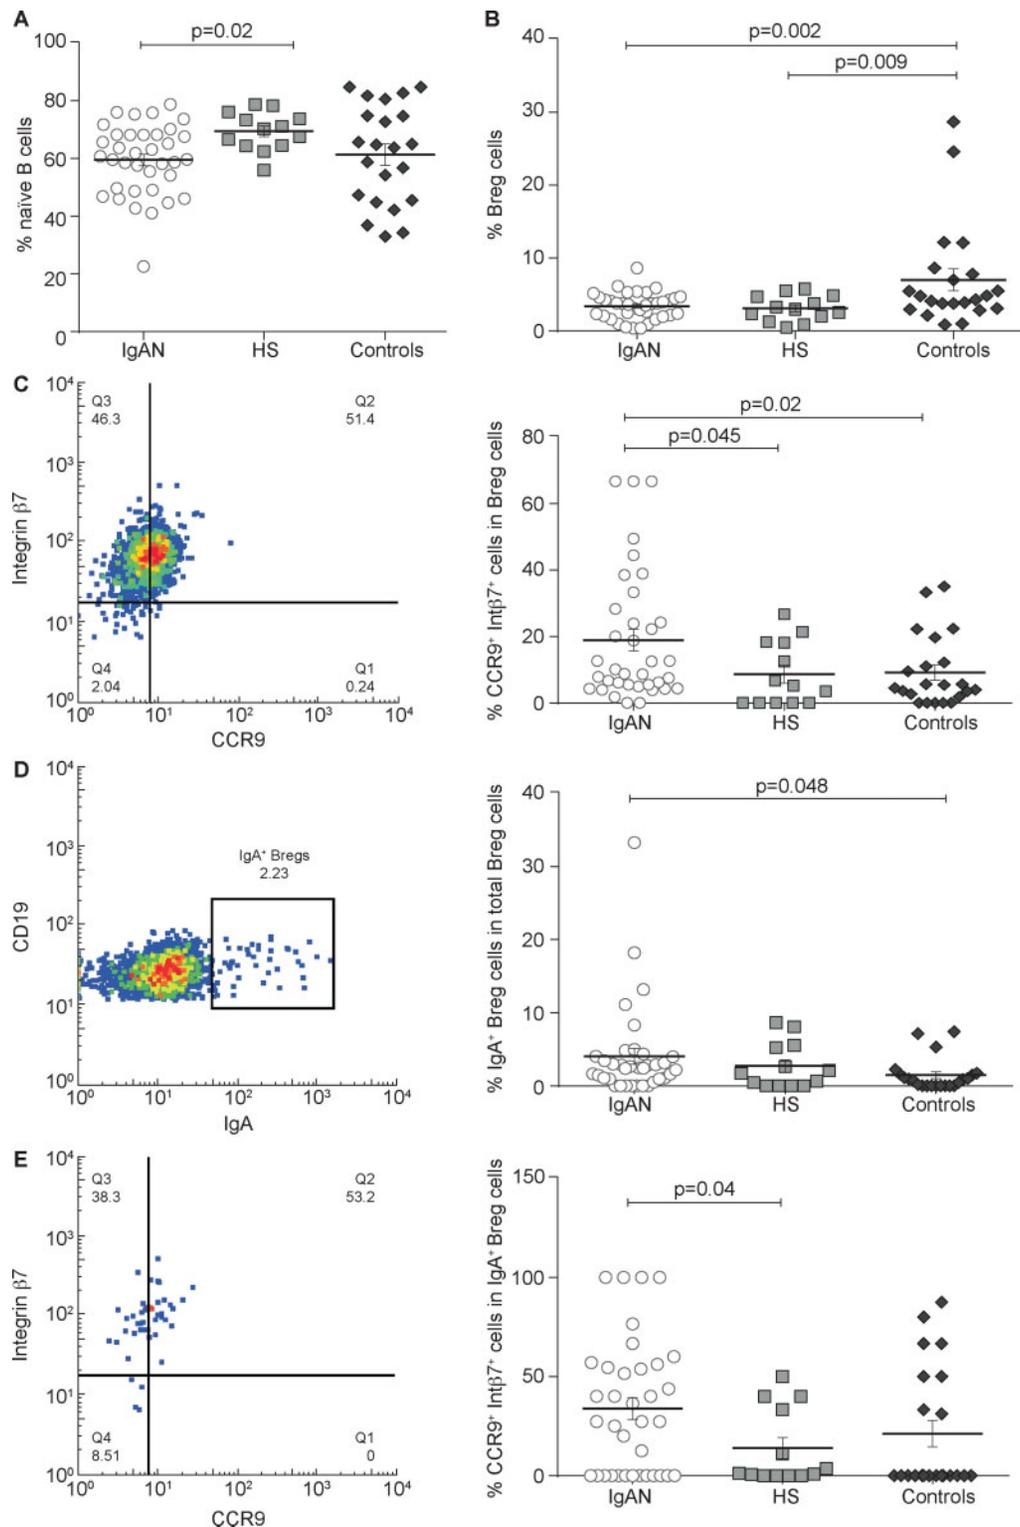 A
p=0.02
100
80
60
40
20
0
% naïve B cells
IgAN
HS
Controls
B
p=0.002
p=0.009
40
30
20
10
0
% Breg cells
IgAN
HS
Controls
C
10⁴
10³
10²
10¹
10⁰
Integrin β7
Q3
46.3
Q2
51.4
Q4
2.04
Q1
0.24
10⁰
10¹
10²
10³
10⁴
CCR9
p=0.02
p=0.045
80
60
40
20
0
% CCR9⁺ Intβ7⁺ cells in Breg cells
IgAN
HS
Controls
D
10⁴
10³
10²
10¹
10⁰
CD19
IgA⁺ Bregs
2.23
10⁰
10¹
10²
10³
10⁴
IgA
p=0.048
40
30
20
10
0
% IgA⁺ Breg cells in total Breg cells
IgAN
HS
Controls
E
10⁴
10³
10²
10¹
10⁰
Integrin β7
Q3
38.3
Q2
53.2
Q4
8.51
Q1
0
10⁰
10¹
10²
10³
10⁴
CCR9
p=0.04
150
100
50
0
% CCR9⁺ Intβ7⁺ cells in IgA⁺ Breg cells
IgAN
HS
Controls